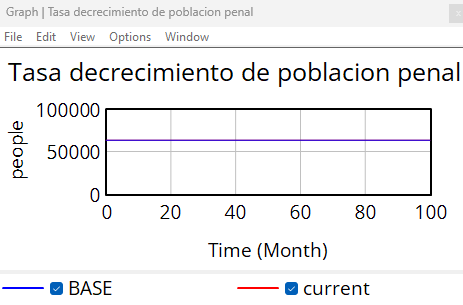 Graph | Tasa decrecimiento de poblacion penal
File Edit View Options Window
Tasa decrecimiento de poblacion penal
100000
people
50000
0
0 20 40 60 80 100
Time (Month)
BASE current